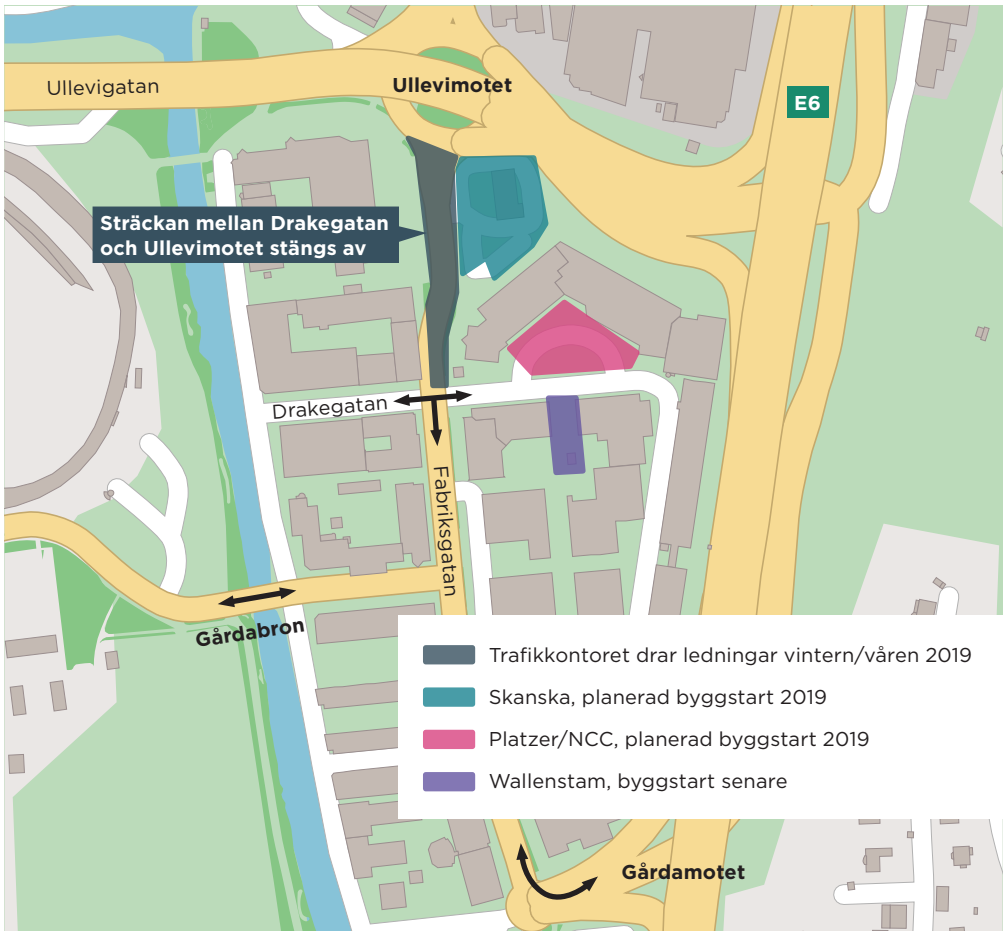 Ullevigatan
Ullevimotet
E6
Sträckan mellan Drakegatan
och Ullevimotet stängs av
Drakegatan
Fabriksgatan
Gårdabron
Trafikkontoret drar ledningar vintern/våren 2019
Skanska, planerad byggstart 2019
Platzer/NCC, planerad byggstart 2019
Wallenstam, byggstart senare
Gårdamotet